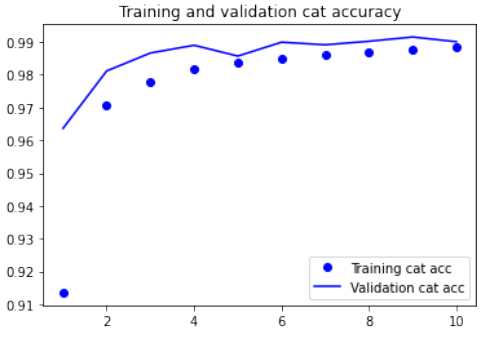 Training and validation cat accuracy
0.99
0.98
0.97
0.96
0.95
0.94
0.93
0.92
0.91
Training cat acc
Validation cat acc
2 4 6 8 10